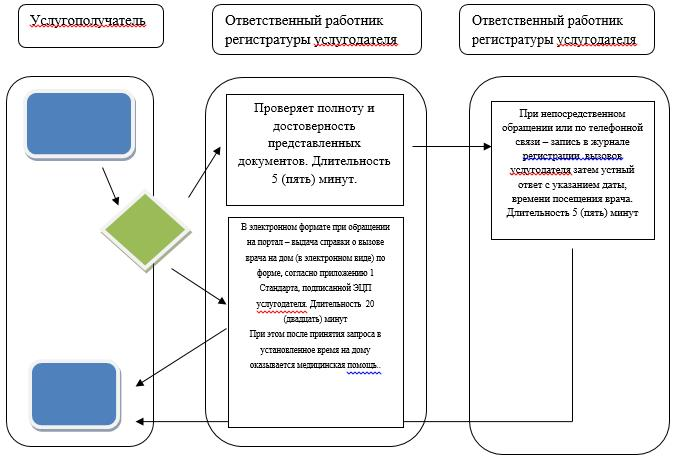 Услугополучатель
Ответственный работник
регистратуры услугодателя
Ответственный работник
регистратуры услугодателя
Проверяет полноту и
достоверность
представленных
документов. Длительность
5 (пять) минут.
В электронном формате при обращении
на портал – выдача справки о вызове
врача на дом (в электронном виде) по
форме, согласно приложению 1
Стандарта, подписанной ЭЦП
услугодателя. Длительность 20
(двадцать) минут
При этом после принятия запроса в
установленное время на дому
оказывается медицинская помощь..
При непосредственном
обращении или по телефонной
связи – запись в журнале
регистрации вызовов
услугодателя затем устный
ответ с указанием даты,
времени посещения врача.
Длительность 5 (пять) минут